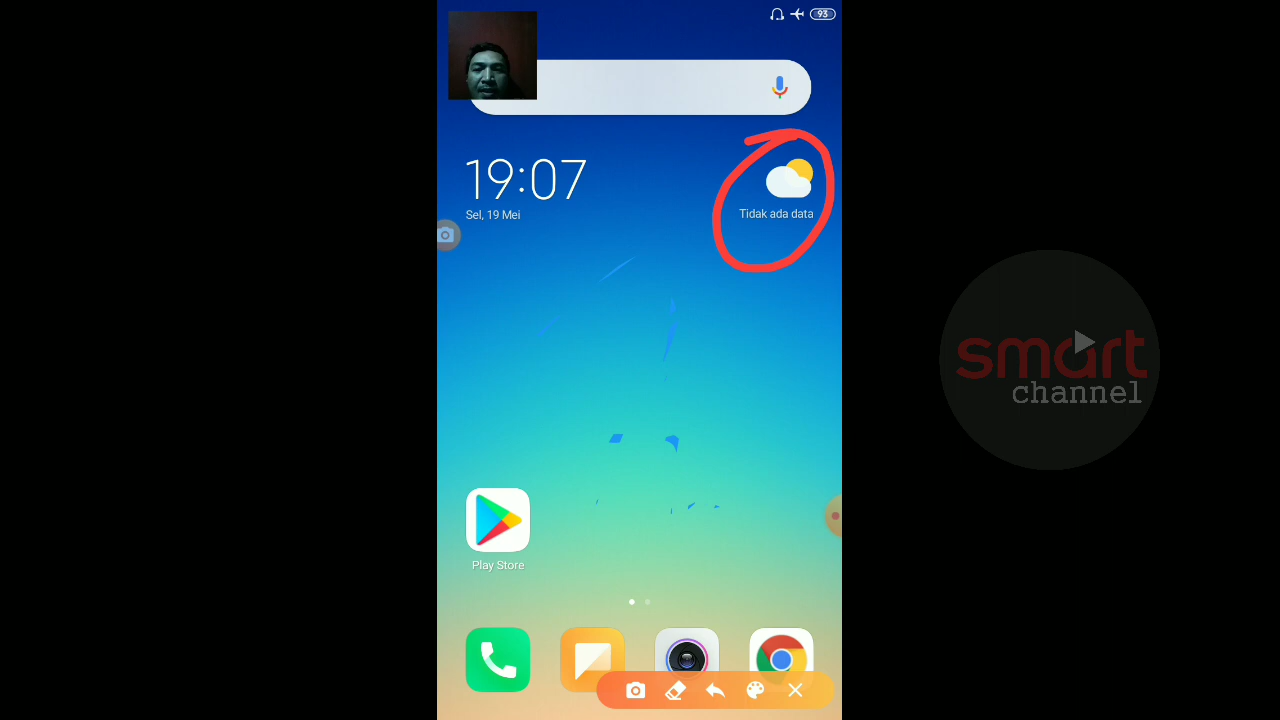 93
19:07
Sel, 19 Mei
Tidak ada data
smart
channel
Play Store